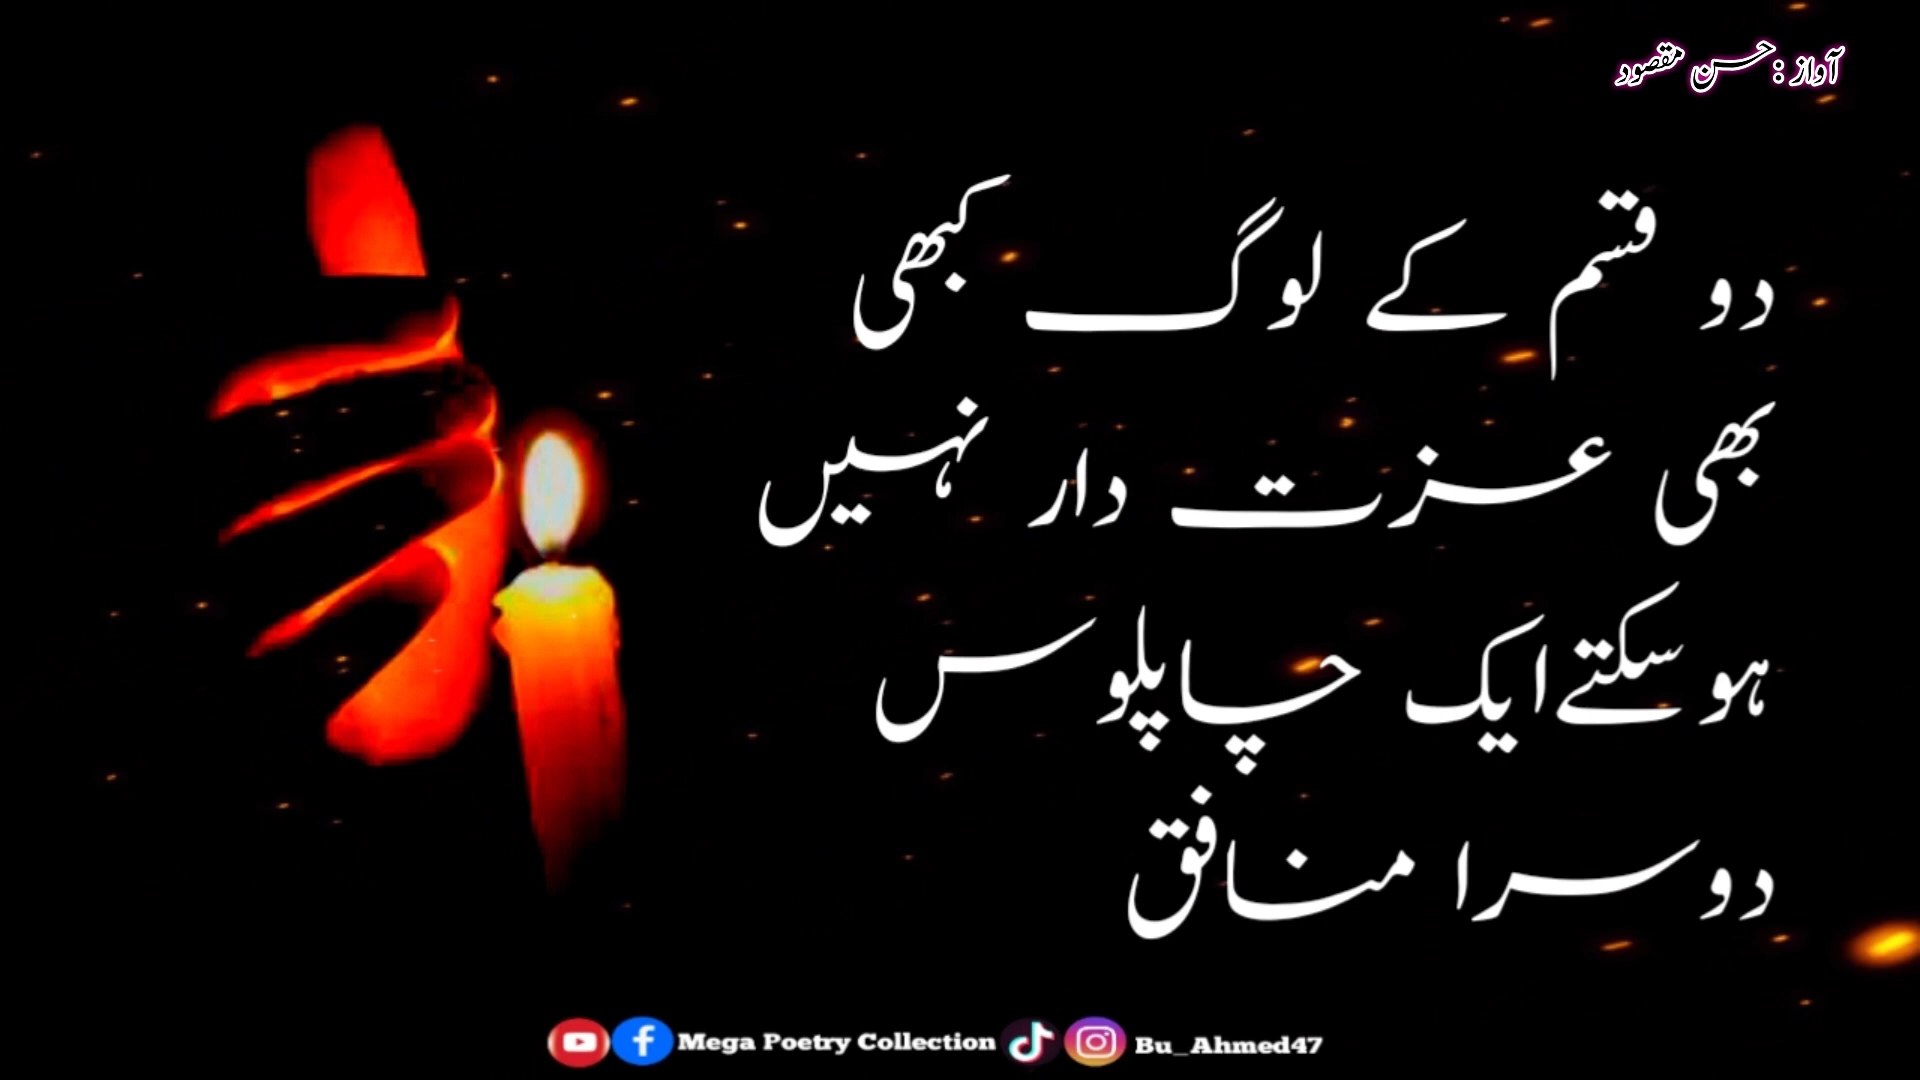 آواز : حسن مقصود
دو قسم کے لوگ کبھی
بھی عزت دار نہیں
ہوسکتے ایک چاپلوس
دوسرا منافق
Mega Poetry Collection Bu_Ahmed47